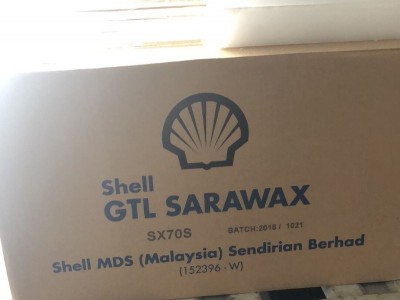 Shell
GTL SARAWAX
SX70S BATCH:2018 / 1021
Shell MDS (Malaysia) Sendirian Berhad
(152396 - W)